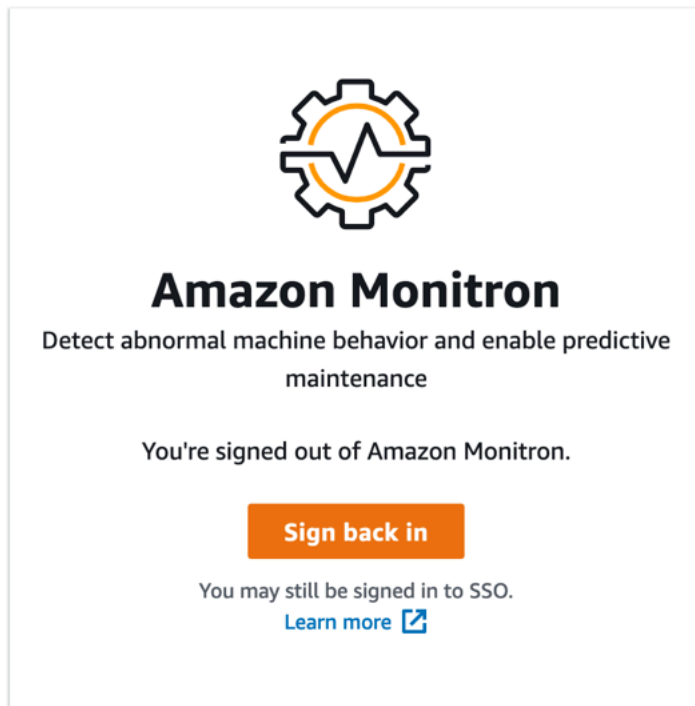 Amazon Monitron
Detect abnormal machine behavior and enable predictive
maintenance
You're signed out of Amazon Monitron.
Sign back in
You may still be signed in to SSO.
Learn more